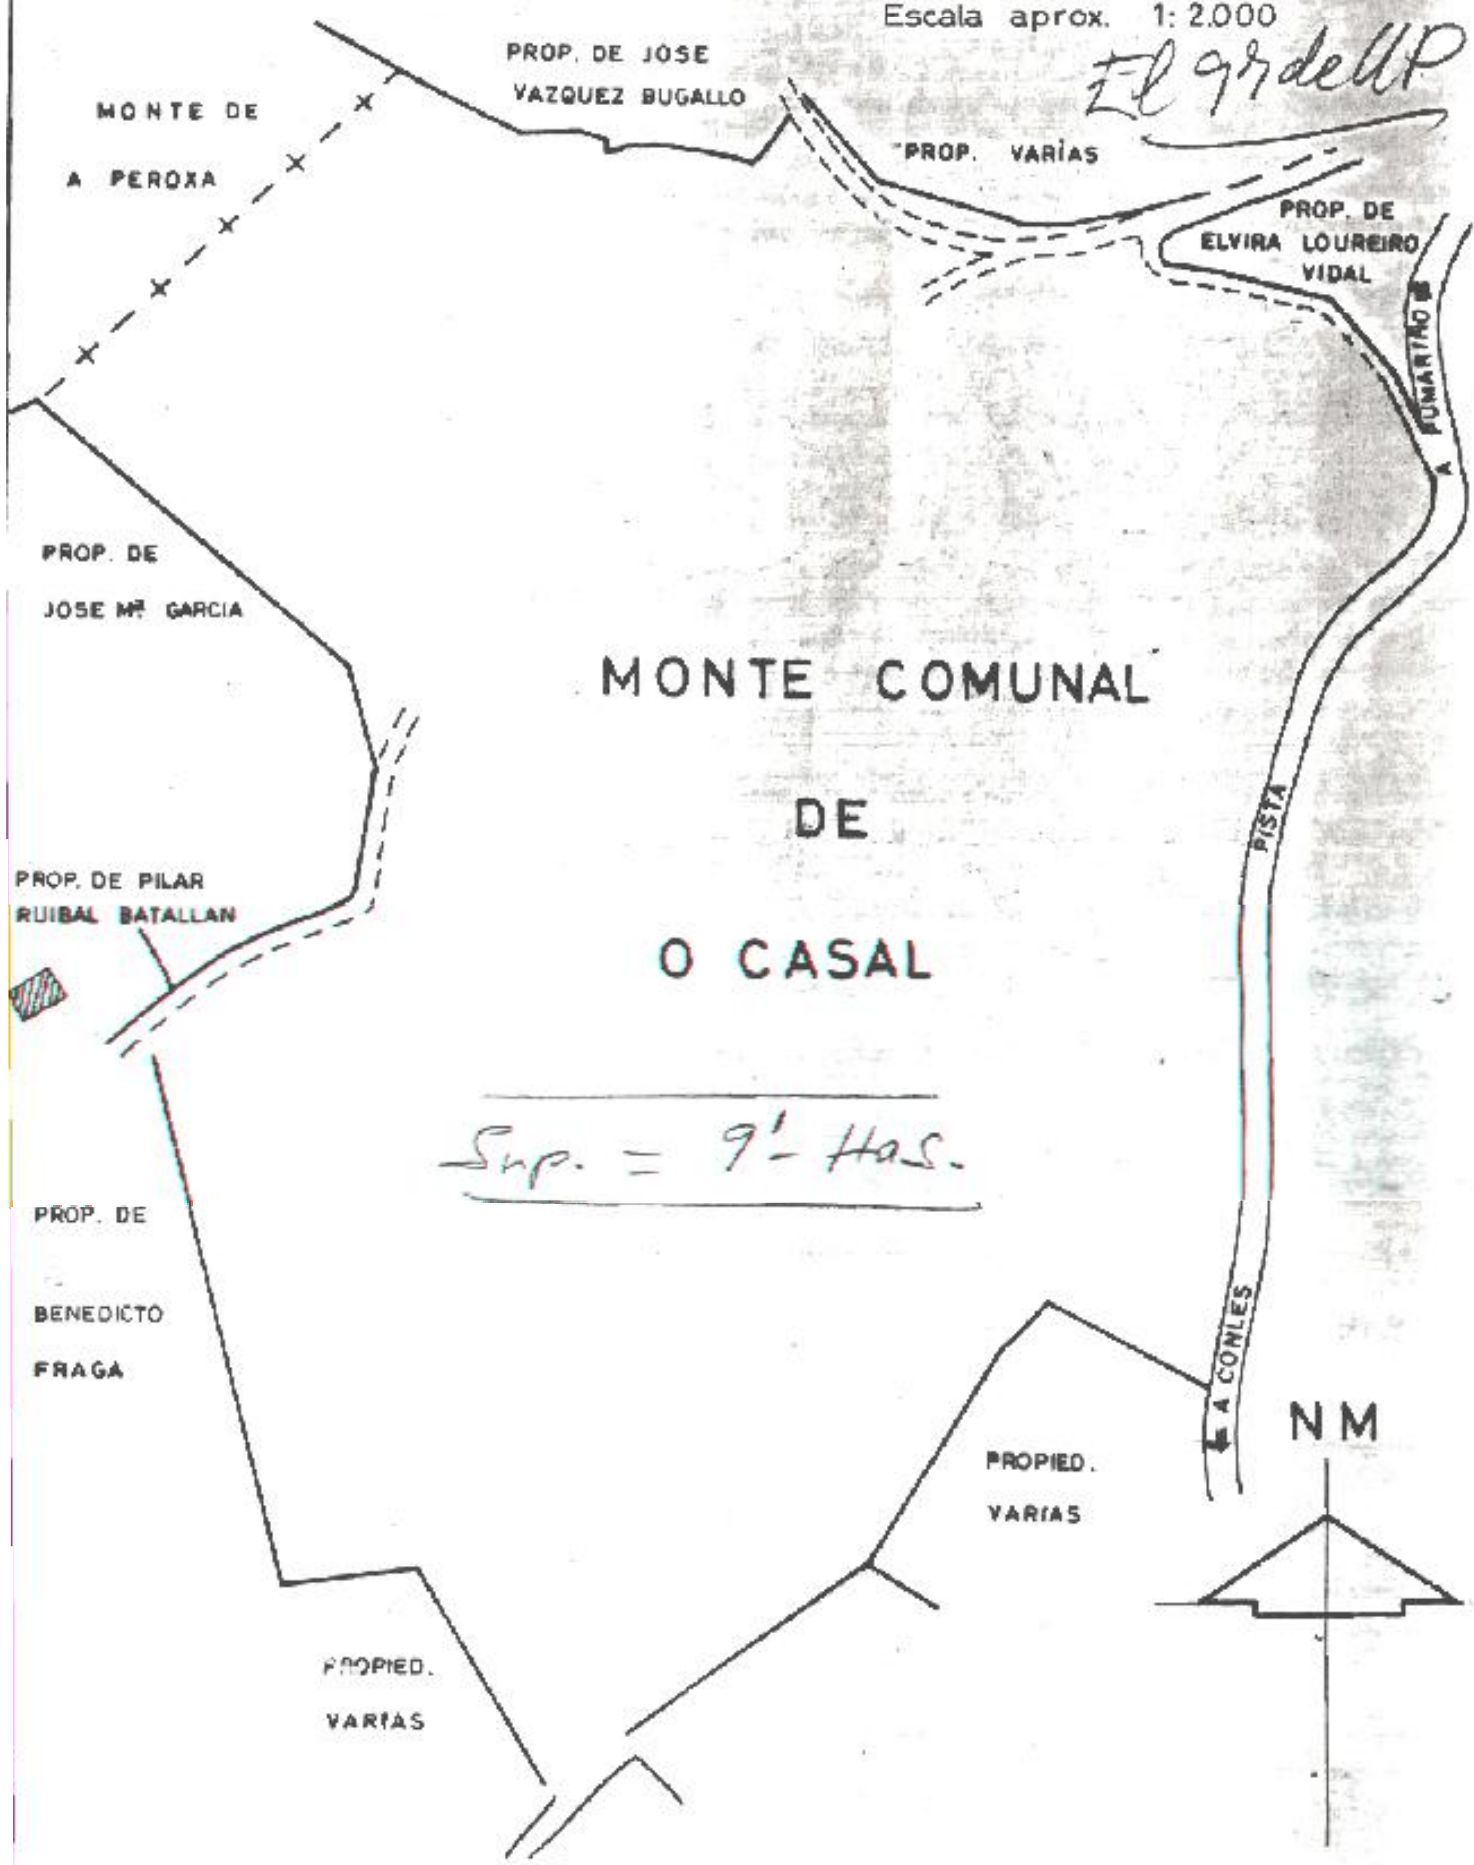 Escala aprox. 1: 2.000
PROP. DE JOSE
VAZQUEZ BUGALLO
MONTE DE
A PEROXA
PROP. VARÍAS
PROP. DE
ELVIRA LOUREIRO
VIDAL
A PUMARIÑO
PROP. DE
JOSE Mª GARCIA
MONTE COMUNAL
DE
O CASAL
PISTA
PROP. DE PILAR
RUIBAL BATALLAN
Sup. = 9'- Has.
PROP. DE
BENEDICTO
FRAGA
A CONLES
NM
PROPIED.
VARIAS
PROPIED.
VARIAS